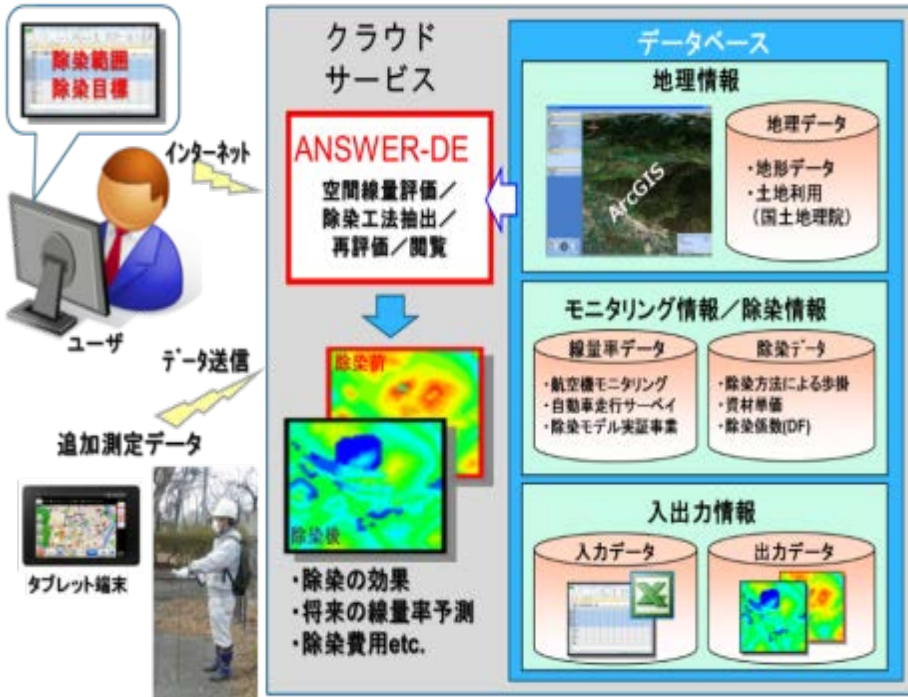 除染範囲
除染目標
インターネット
ユーザ
データ送信
追加測定データ
タブレット端末
クラウド
サービス
ANSWER-DE
空間線量評価／
除染工法抽出／
再評価／閲覧
除染前
除染後
・除染の効果
・将来の線量率予測
・除染費用etc.
データベース
地理情報
ArcGIS
地理データ
・地形データ
・土地利用
（国土地理院）
モニタリング情報／除染情報
線量率データ
・航空機モニタリング
・自動車走行サーベイ
・除染モデル実証事業
除染データ
・除染方法による歩掛
・資材単価
・除染係数(DF)
入出力情報
入力データ
出力データ